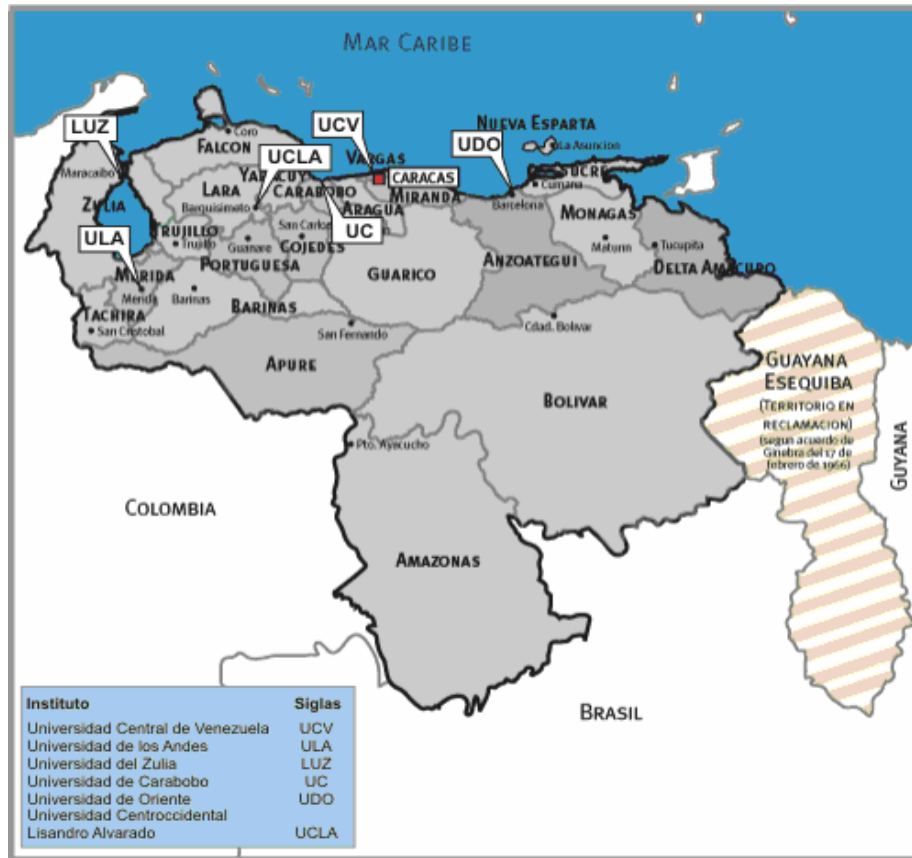 MAR CARIBE
LUZ
UCV
NUEVA ESPARTA
Coro
FALCON
UCLA
VARGAS
UDO
La Asuncion
Maracaibo
YARACUY
CARACAS
SUCRE
Cumana
LARA
CARABOBO
MIRANDA
Barcelona
ZULIA
Barquisimeto
ARAGUA
MONAGAS
TRUJILLO
San Carlos
UC
ULA
Trujillo
Guanare
COJEDES
Maturin
Tucupita
PORTUGUESA
ANZOATEGUI
MERIDA
GUARICO
DELTA AMACURO
Merida
Barinas
TACHIRA
BARINAS
San Cristobal
San Fernando
Cdad. Bolivar
APURE
GUAYANA
ESEQUIBA
BOLIVAR
(TERRITORIO EN
RECLAMACION)
(segun acuerdo de
Ginebra del 17 de
febrero de 1966)
GUYANA
Pto. Ayacucho
COLOMBIA
AMAZONAS
BRASIL
Instituto Siglas
Universidad Central de Venezuela UCV
Universidad de los Andes ULA
Universidad del Zulia LUZ
Universidad de Carabobo UC
Universidad de Oriente UDO
Universidad Centroccidental
Lisandro Alvarado UCLA